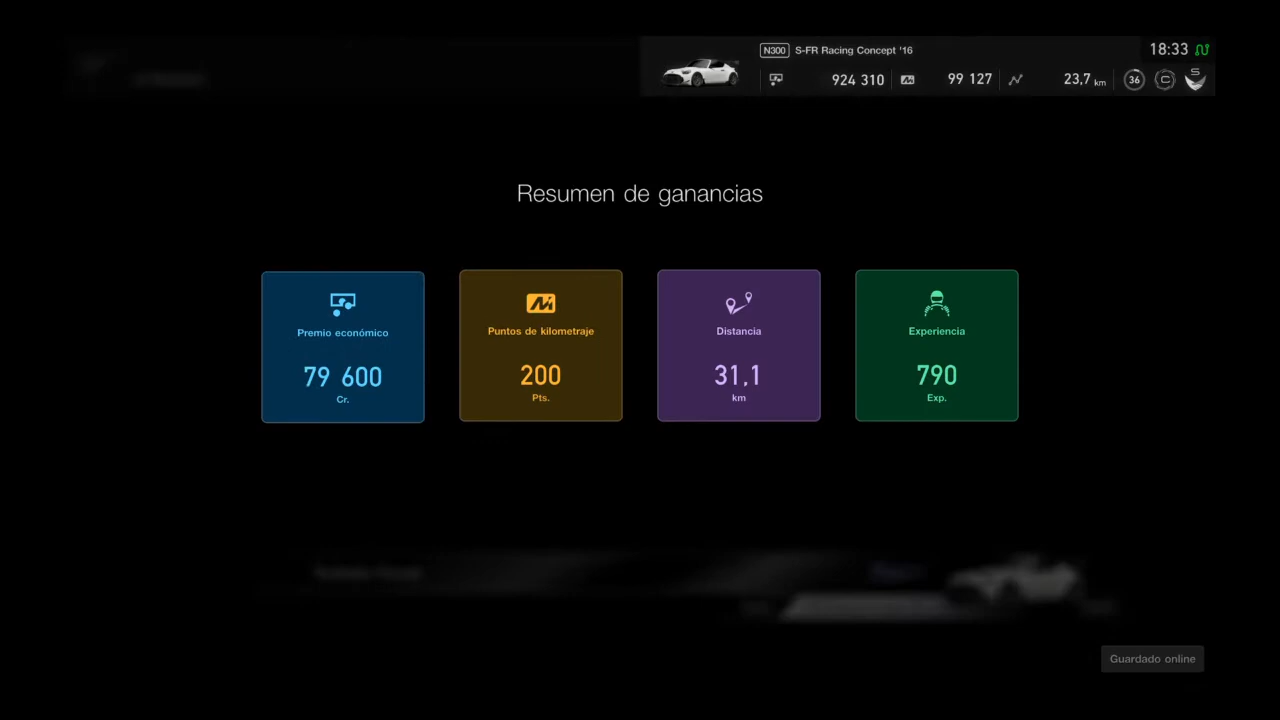 N300 S-FR Racing Concept '16
18:33
924 310 99 127 23,7 km 36 C S
Resumen de ganancias
Premio económico
79 600
Cr.
Puntos de kilometraje
200
Pts.
Distancia
31,1
km
Experiencia
790
Exp.
Guardado online